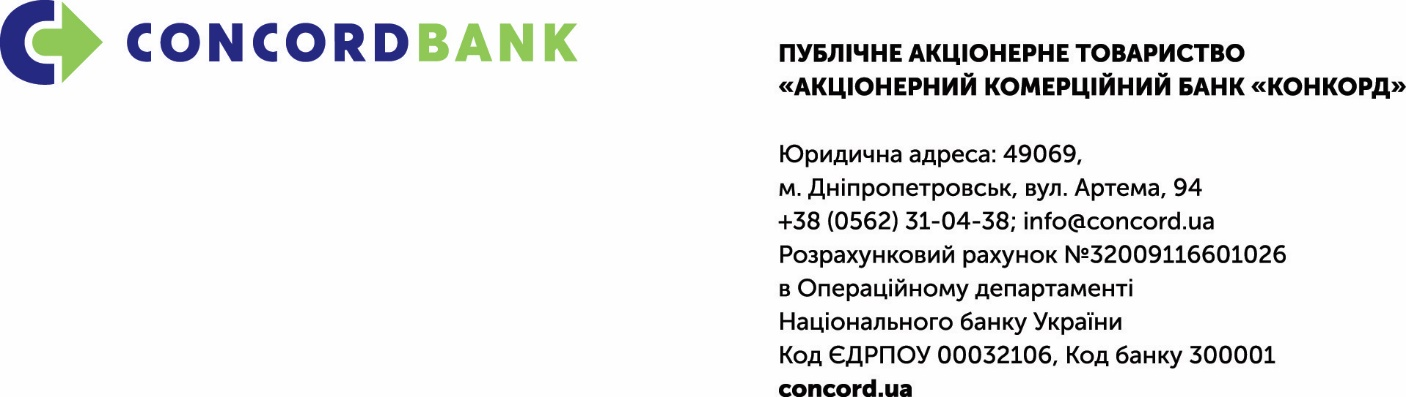 CONCORDBANK
ПУБЛІЧНЕ АКЦІОНЕРНЕ ТОВАРИСТВО
«АКЦІОНЕРНИЙ КОМЕРЦІЙНИЙ БАНК «КОНКОРД»
Юридична адреса: 49069,
м. Дніпропетровськ, вул. Артема, 94
+38 (0562) 31-04-38; info@concord.ua
Розрахунковий рахунок №32009116601026
в Операційному департаменті
Національного банку України
Код ЄДРПОУ 00032106, Код банку 300001
concord.ua